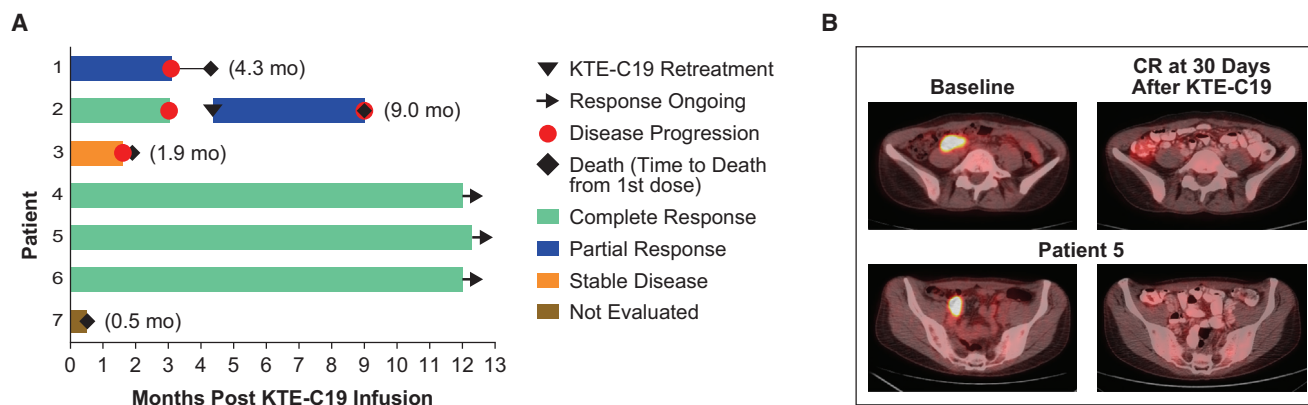 A
Patient
1
(4.3 mo)
2
(9.0 mo)
3
(1.9 mo)
4
5
6
7
(0.5 mo)
0 1 2 3 4 5 6 7 8 9 10 11 12 13
Months Post KTE-C19 Infusion
KTE-C19 Retreatment
Response Ongoing
Disease Progression
Death (Time to Death
from 1st dose)
Complete Response
Partial Response
Stable Disease
Not Evaluated
B
Baseline
CR at 30 Days
After KTE-C19
Patient 5